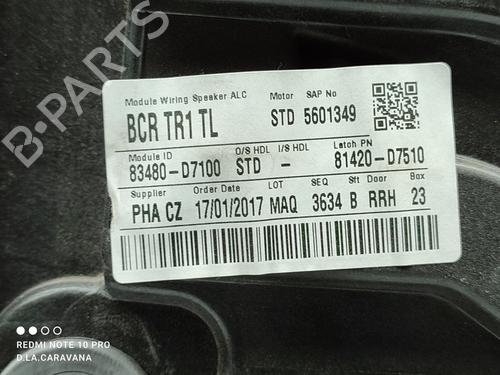 B-PARTS
Module Wiring Speaker ALC Motor SAP No
BCR TR1 TL STD 5601349
Module ID O/S HDL I/S HDL Latch PN
83480-D7100 STD - 81420-D7510
Supplier Order Date LOT SEQ Sft Door Box
PHA CZ 17/01/2017 MAQ 3634 B RRH 23
REDMI NOTE 10 PRO
D.LA.CARAVANA